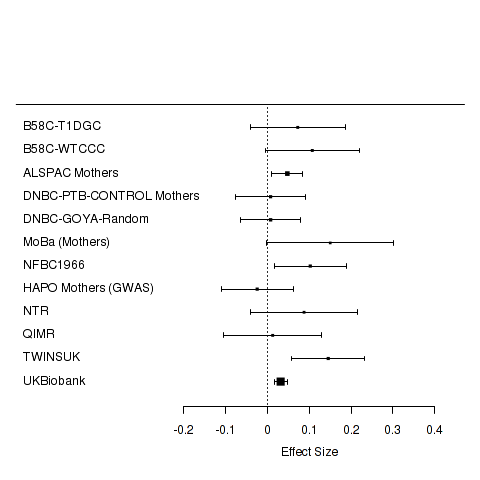 B58C-T1DGC
B58C-WTCCC
ALSPAC Mothers
DNBC-PTB-CONTROL Mothers
DNBC-GOYA-Random
MoBa (Mothers)
NFBC1966
HAPO Mothers (GWAS)
NTR
QIMR
TWINSUK
UKBiobank
-0.2 -0.1 0 0.1 0.2 0.3 0.4
Effect Size